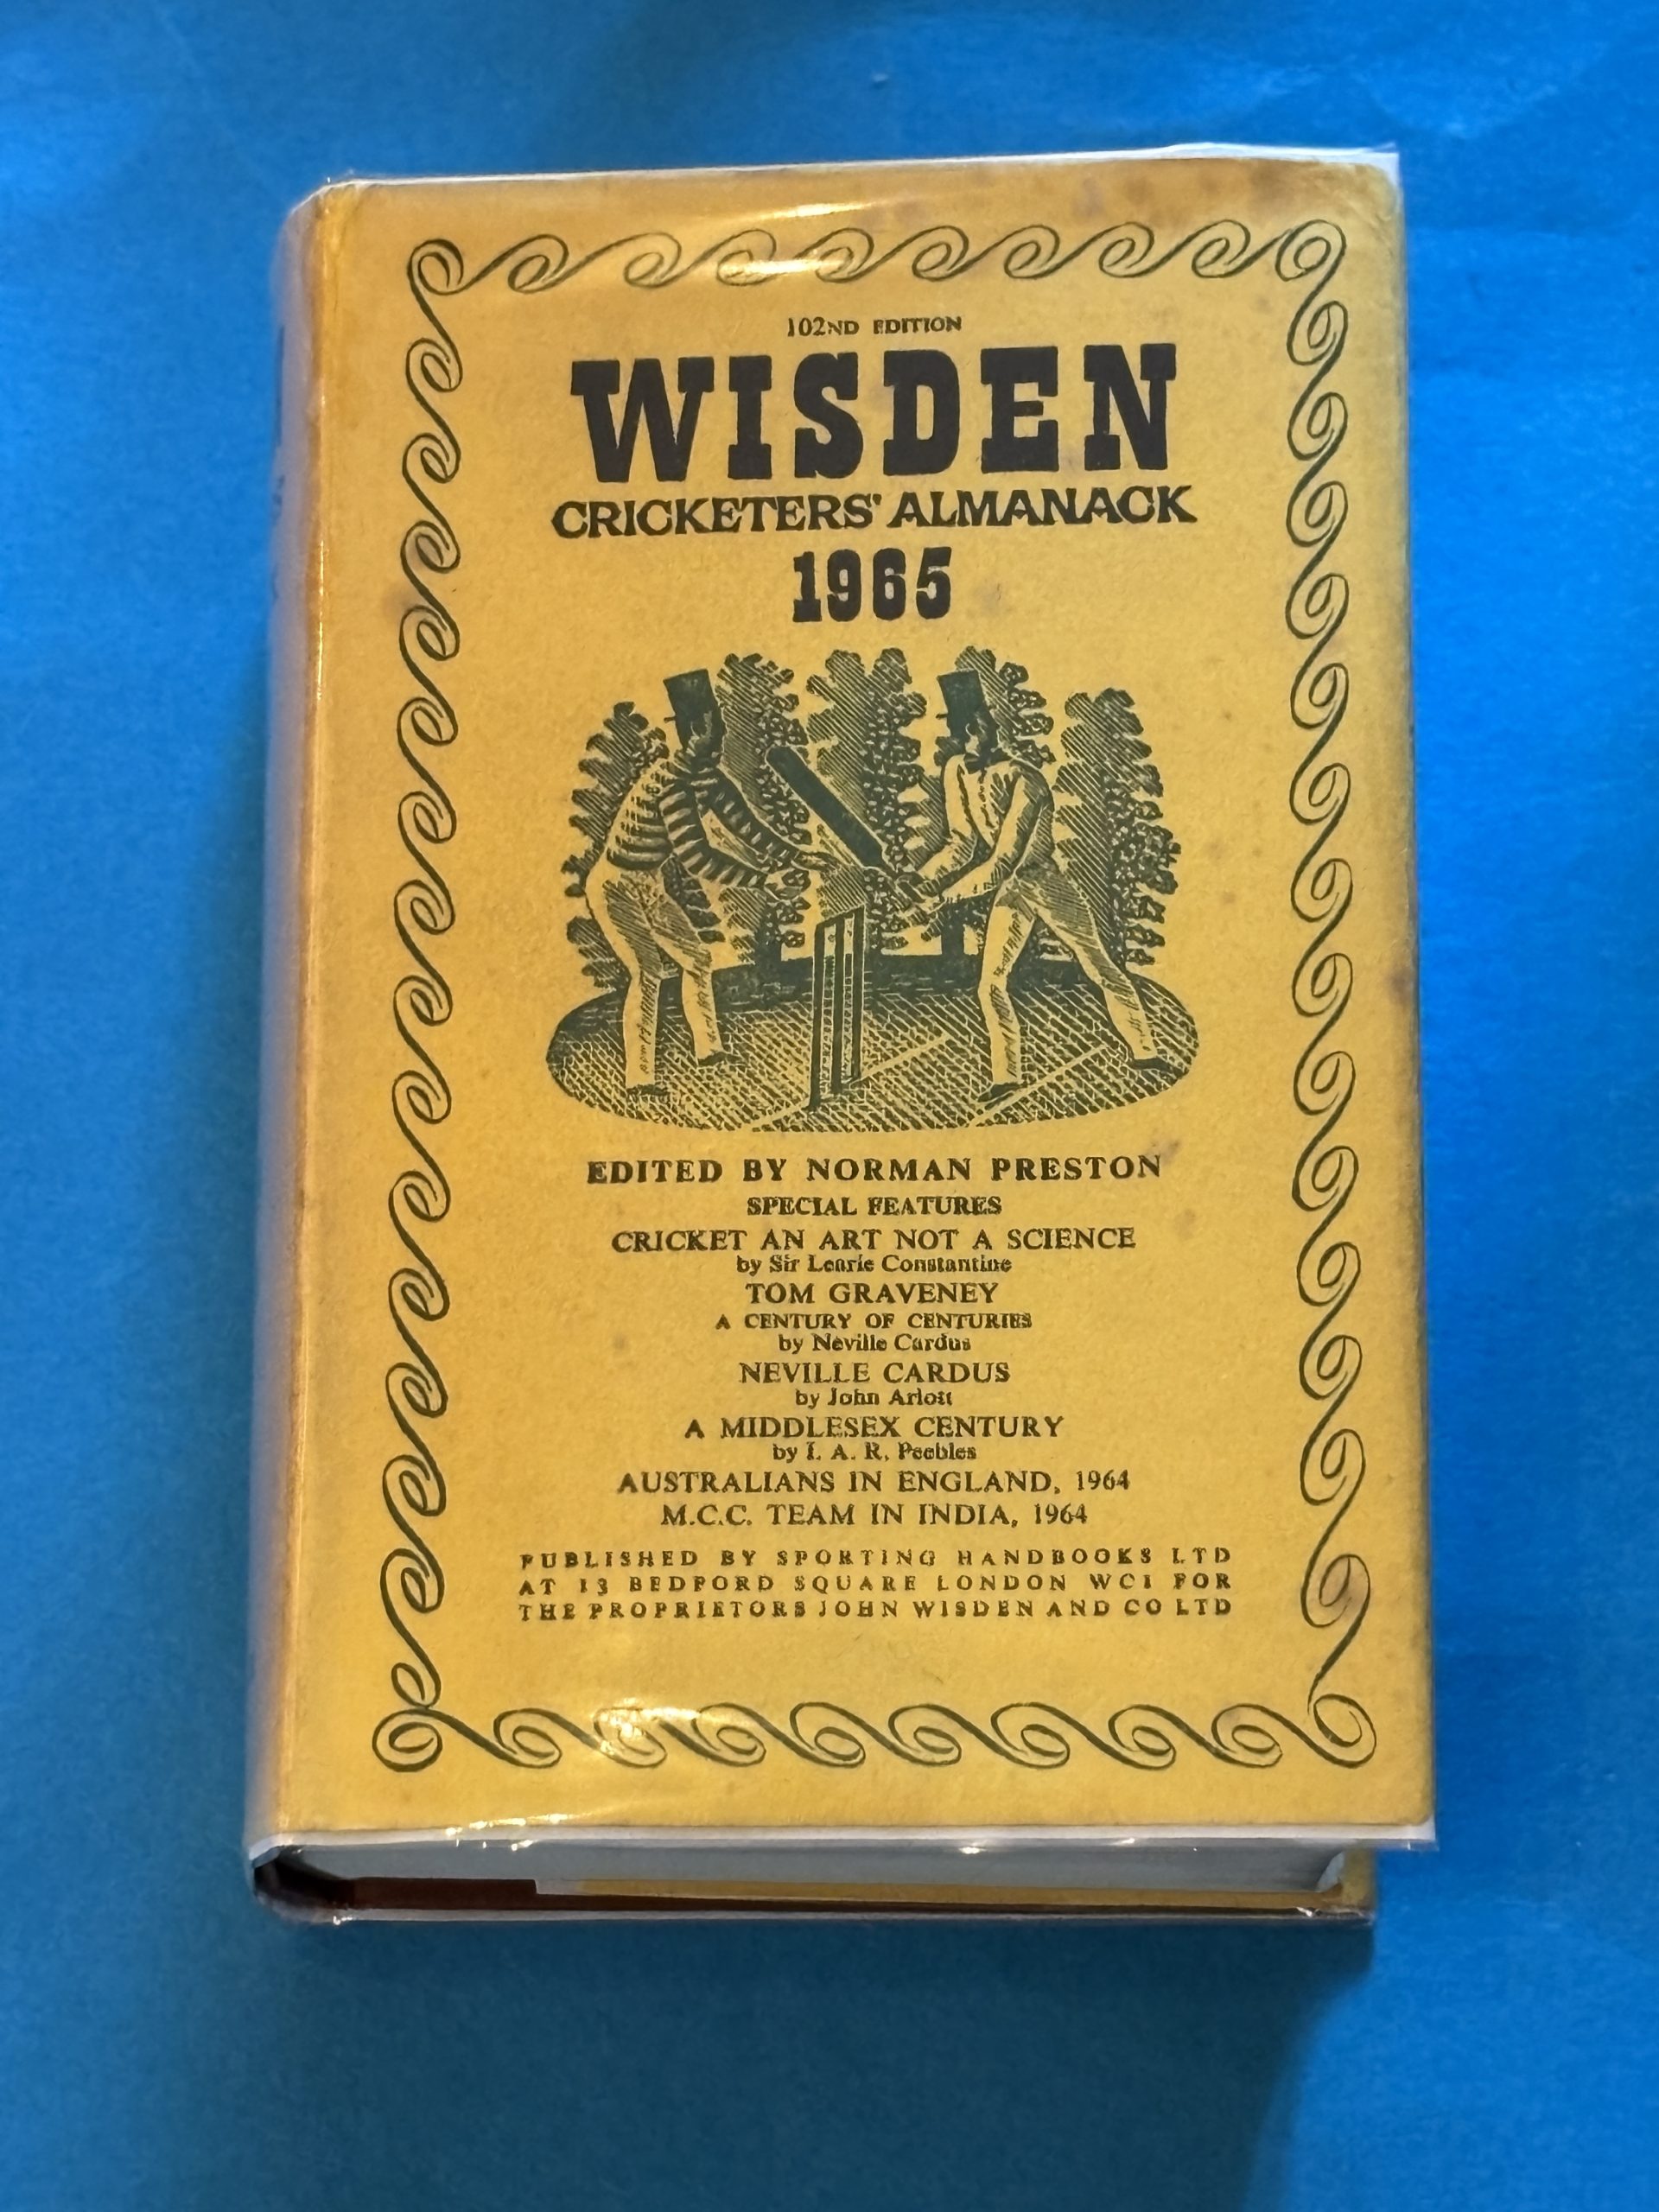 102ND EDITION
WISDEN
CRICKETERS' ALMANACK
1965
EDITED BY NORMAN PRESTON
SPECIAL FEATURES
CRICKET AN ART NOT A SCIENCE
by Sir Learie Constantine
TOM GRAVENEY
A CENTURY OF CENTURIES
by Neville Cardus
NEVILLE CARDUS
by John Arlott
A MIDDLESEX CENTURY
by I. A. R. Peebles
AUSTRALIANS IN ENGLAND, 1964
M.C.C. TEAM IN INDIA, 1964
PUBLISHED BY SPORTING HANDBOOKS LTD
AT 13 BEDFORD SQUARE LONDON WC1 FOR
THE PROPRIETORS JOHN WISDEN AND CO LTD